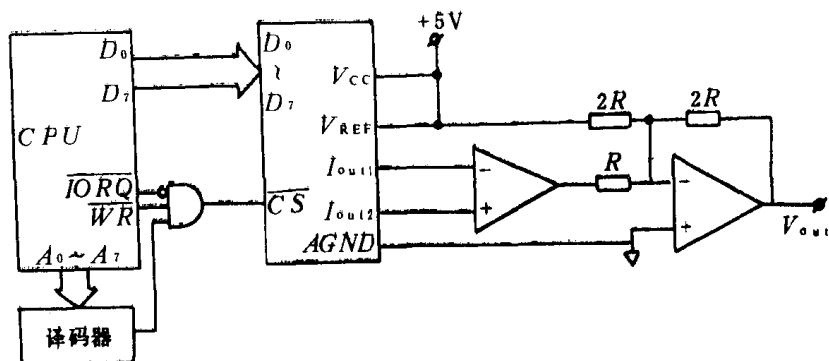 +5V
D₀
D₇
CPU
IORQ
WR
A₀~A₇
译码器
D₀
~
D₇
VCC
VREF
Iout1
Iout2
CS
AGND
2R
2R
R
-
+
-
+
Vout